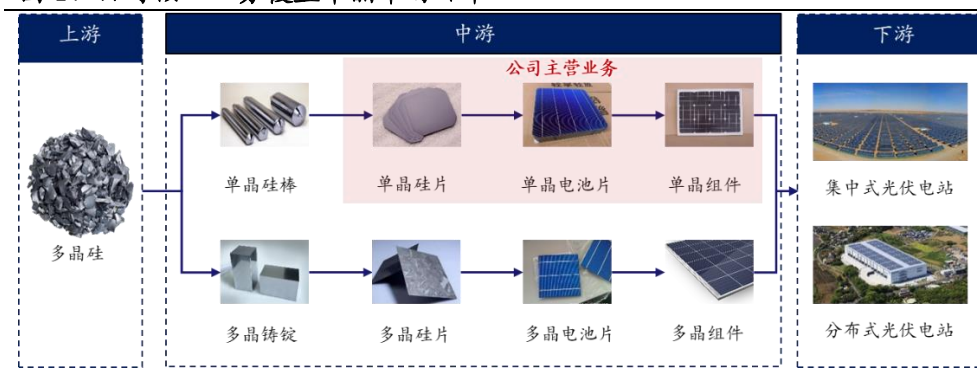 上游
中游
下游
公司主营业务
单晶硅棒
单晶硅片
单晶电池片
单晶组件
多晶硅
集中式光伏电站
多晶铸锭
多晶硅片
多晶电池片
多晶组件
分布式光伏电站